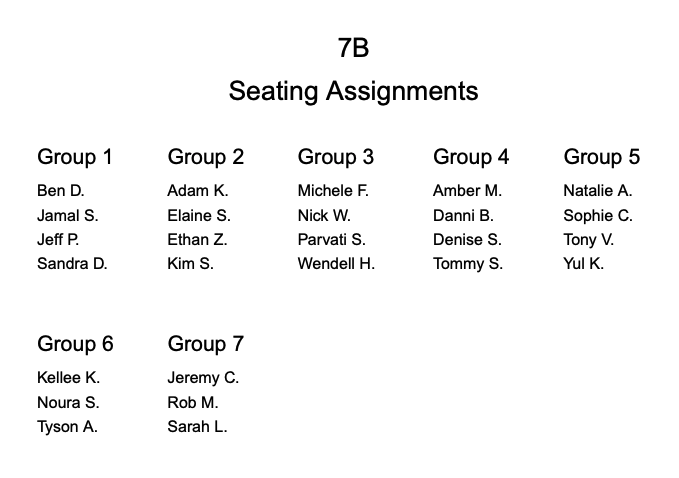 7B
Seating Assignments
Group 1
Ben D.
Jamal S.
Jeff P.
Sandra D.
Group 2
Adam K.
Elaine S.
Ethan Z.
Kim S.
Group 3
Michele F.
Nick W.
Parvati S.
Wendell H.
Group 4
Amber M.
Danni B.
Denise S.
Tommy S.
Group 5
Natalie A.
Sophie C.
Tony V.
Yul K.
Group 6
Kellee K.
Noura S.
Tyson A.
Group 7
Jeremy C.
Rob M.
Sarah L.